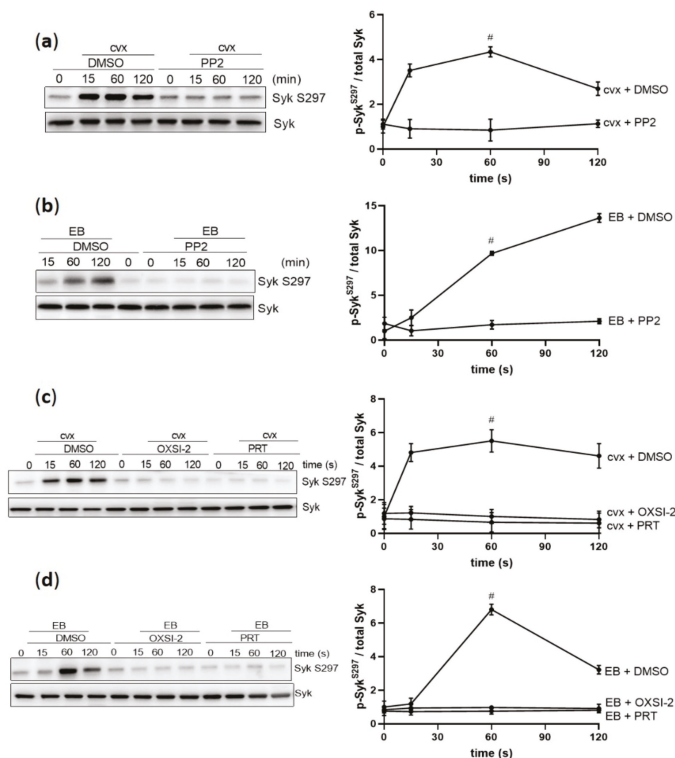 (a)
cvx cvx
DMSO PP2
0 15 60 120 0 15 60 120 (min)
Syk S297
Syk
p-Syk^S297 / total Syk
6
4
2
0
#
cvx + DMSO
cvx + PP2
0 30 60 90 120
time (s)
(b)
EB EB
DMSO PP2
15 60 120 0 0 15 60 120 (min)
Syk S297
Syk
p-Syk^S297 / total Syk
15
10
5
0
#
EB + DMSO
EB + PP2
0 30 60 90 120
time (s)
(c)
cvx cvx cvx
DMSO OXSI-2 PRT
0 15 60 120 0 15 60 120 0 15 60 120 time (s)
Syk S297
Syk
p-Syk^S297 / total Syk
8
6
4
2
0
#
cvx + DMSO
cvx + OXSI-2
cvx + PRT
0 30 60 90 120
time (s)
(d)
EB EB EB
DMSO OXSI-2 PRT
0 15 60 120 0 15 60 120 0 15 60 120 time (s)
Syk S297
Syk
p-Syk^S297 / total Syk
8
6
4
2
0
#
EB + DMSO
EB + OXSI-2
EB + PRT
0 30 60 90 120
time (s)